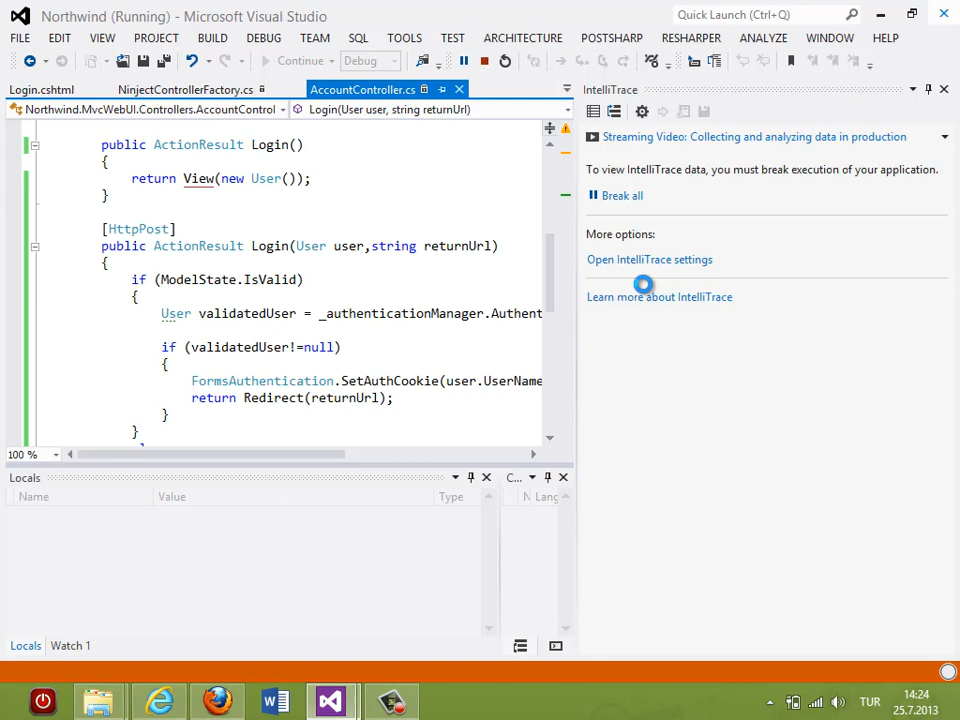 Northwind (Running) - Microsoft Visual Studio
Quick Launch (Ctrl+Q)
FILE EDIT VIEW PROJECT BUILD DEBUG TEAM SQL TOOLS TEST ARCHITECTURE POSTSHARP RESHARPER ANALYZE WINDOW HELP
Continue Debug
Login.cshtml NinjectControllerFactory.cs AccountController.cs
Northwind.MvcWebUI.Controllers.AccountControl Login(User user, string returnUrl)
public ActionResult Login()
{
return View(new User());
}
[HttpPost]
public ActionResult Login(User user,string returnUrl)
{
if (ModelState.IsValid)
{
User validatedUser = _authenticationManager.Authent
if (validatedUser!=null)
{
FormsAuthentication.SetAuthCookie(user.UserName
return Redirect(returnUrl);
}
}
100 %
IntelliTrace
Streaming Video: Collecting and analyzing data in production
To view IntelliTrace data, you must break execution of your application.
Break all
More options:
Open IntelliTrace settings
Learn more about IntelliTrace
Locals
Name Value Type
C...
N Lang
Locals Watch 1
TUR
14:24
25.7.2013